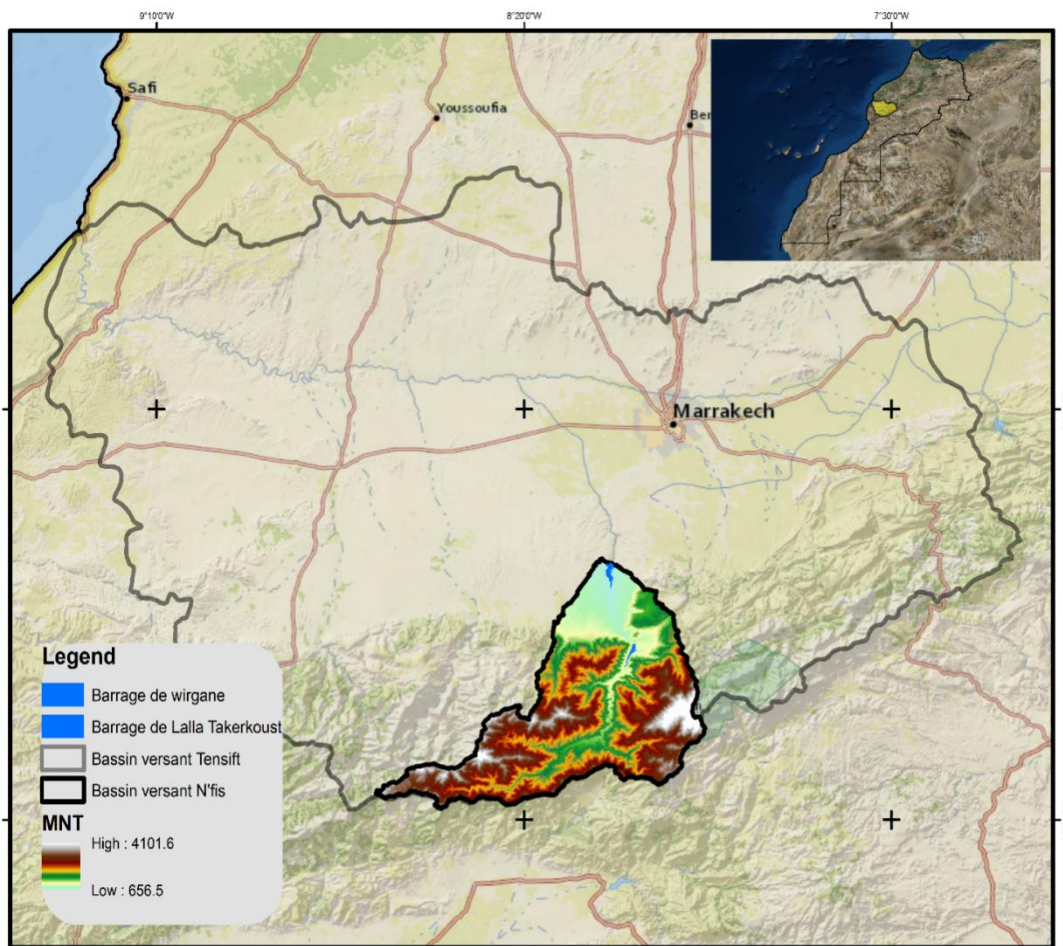 9°10'0"W
8°20'0"W
7°30'0"W
Safi
Youssoufia
Ber
Marrakech
Legend
Barrage de wirgane
Barrage de Lalla Takerkoust
Bassin versant Tensift
Bassin versant N'fis
MNT
High : 4101.6
Low : 656.5